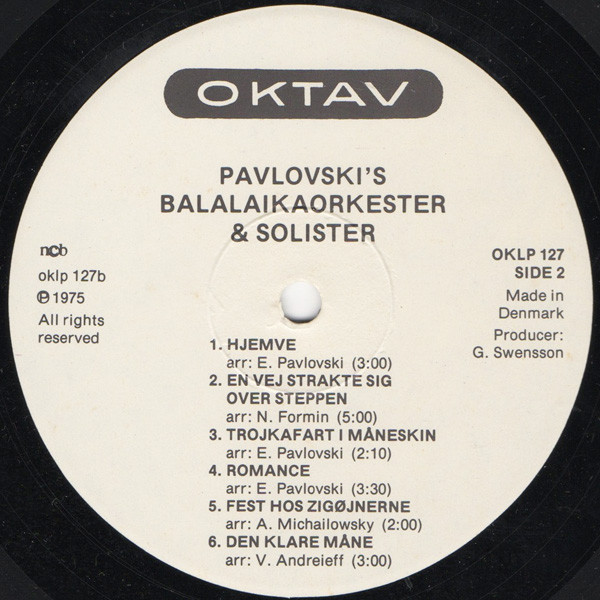 OKTAV
PAVLOVSKI'S
BALALAIKAORKESTER
& SOLISTER
ncb
oklp 127b
℗ 1975
All rights
reserved
OKLP 127
SIDE 2
Made in
Denmark
Producer:
G. Swensson
1. HJEMVE
arr: E. Pavlovski (3:00)
2. EN VEJ STRAKTE SIG
OVER STEPPEN
arr: N. Formin (5:00)
3. TROJKAFART I MÅNESKIN
arr: E. Pavlovski (2:10)
4. ROMANCE
arr: E. Pavlovski (3:30)
5. FEST HOS ZIGØJNERNE
arr: A. Michailowsky (2:00)
6. DEN KLARE MÅNE
arr: V. Andreieff (3:00)